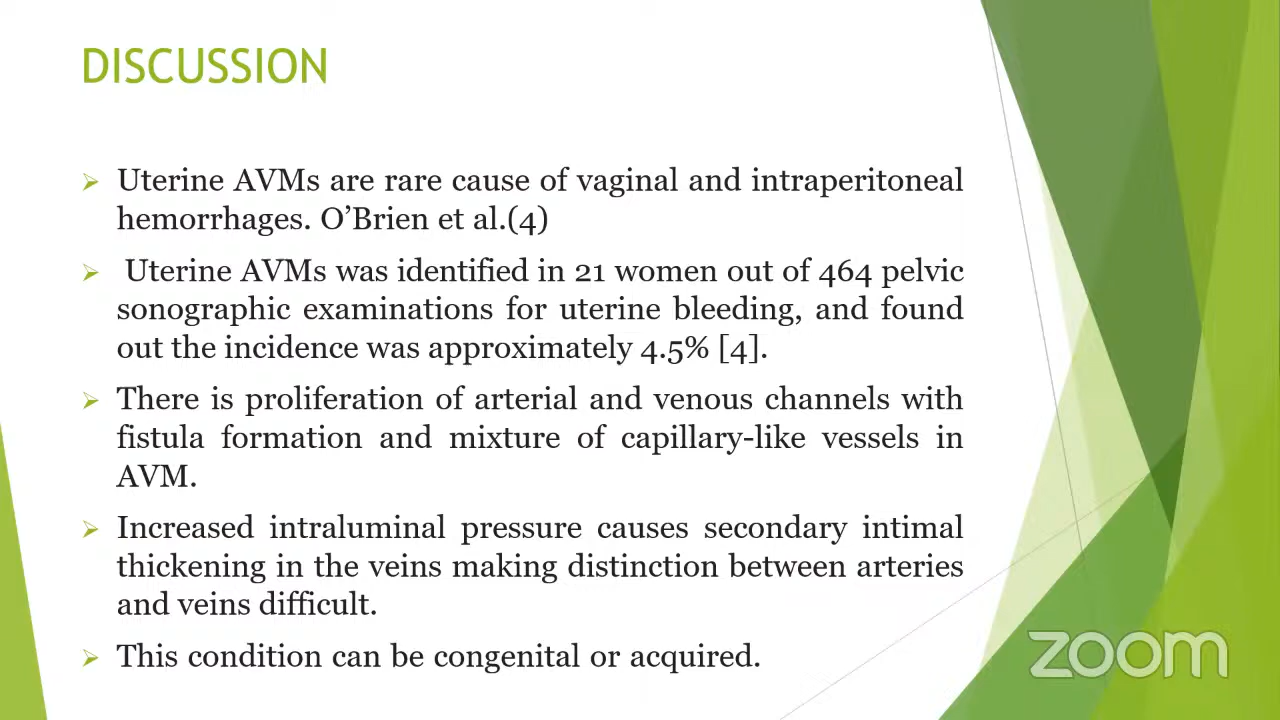 DISCUSSION
➢ Uterine AVMs are rare cause of vaginal and intraperitoneal
hemorrhages. O’Brien et al.(4)
➢ Uterine AVMs was identified in 21 women out of 464 pelvic
sonographic examinations for uterine bleeding, and found
out the incidence was approximately 4.5% [4].
➢ There is proliferation of arterial and venous channels with
fistula formation and mixture of capillary-like vessels in
AVM.
➢ Increased intraluminal pressure causes secondary intimal
thickening in the veins making distinction between arteries
and veins difficult.
➢ This condition can be congenital or acquired.
zoom